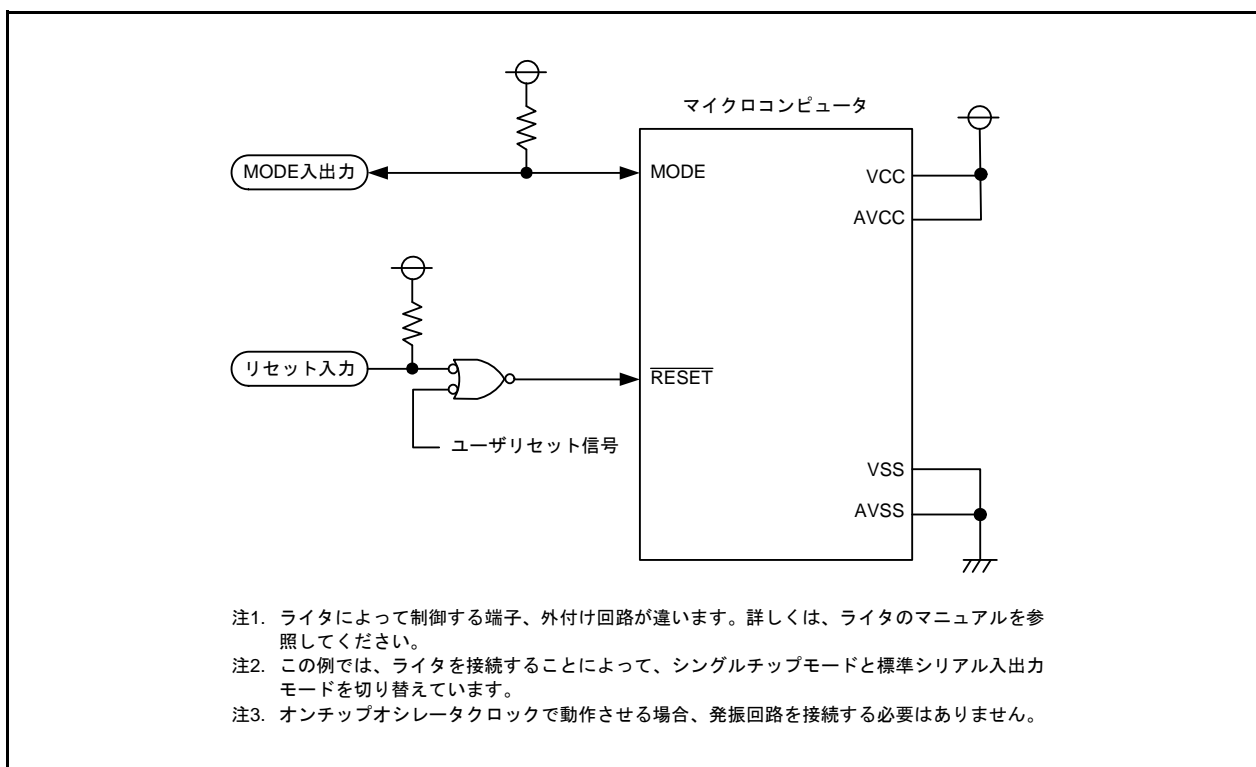 マイクロコンピュータ
MODE入出力
MODE
VCC
AVCC
リセット入力
RESET
ユーザリセット信号
VSS
AVSS
注1. ライタによって制御する端子、外付け回路が違います。詳しくは、ライタのマニュアルを参
照してください。
注2. この例では、ライタを接続することによって、シングルチップモードと標準シリアル入出力
モードを切り替えています。
注3. オンチップオシレータクロックで動作させる場合、発振回路を接続する必要はありません。